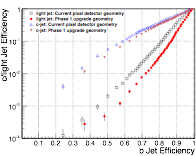 light jet: Current pixel detector geometry
light jet: Phase 1 upgrade geometry
c-jet: Current pixel detector geometry
c-jet: Phase 1 upgrade geometry
c/light Jet Efficiency
1
10⁻¹
10⁻²
10⁻³
10⁻⁴
0.1 0.2 0.3 0.4 0.5 0.6 0.7 0.8 0.9
b Jet Efficiency